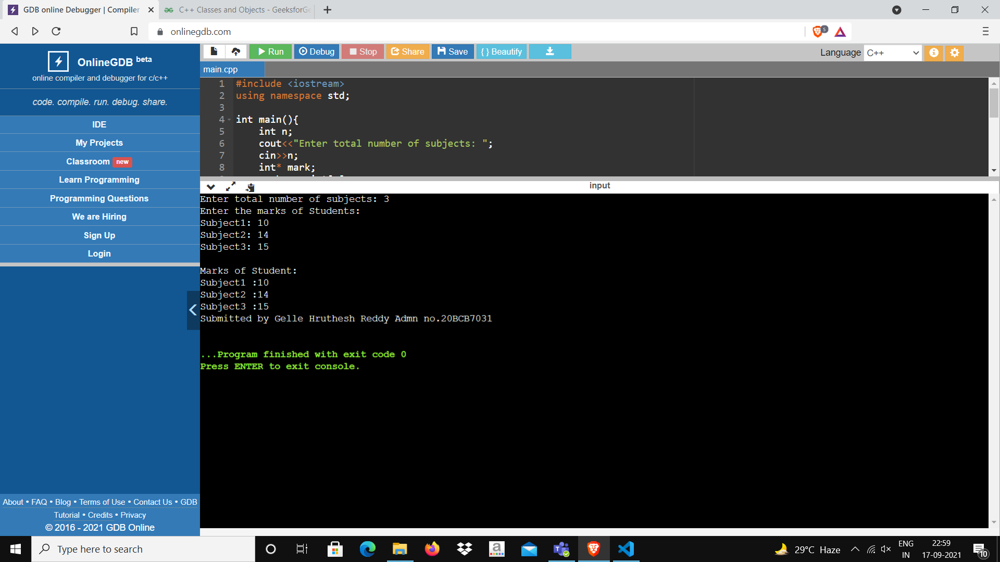 GDB online Debugger | Compiler
C++ Classes and Objects - GeeksforGe
onlinegdb.com
5
OnlineGDB beta
online compiler and debugger for c/c++
code. compile. run. debug. share.
IDE
My Projects
Classroom new
Learn Programming
Programming Questions
We are Hiring
Sign Up
Login
About • FAQ • Blog • Terms of Use • Contact Us • GDB
Tutorial • Credits • Privacy
© 2016 - 2021 GDB Online
Run
Debug
Stop
Share
Save
{ } Beautify
Language C++
main.cpp
1 #include <iostream>
2 using namespace std;
3
4 int main(){
5 int n;
6 cout<<"Enter total number of subjects: ";
7 cin>>n;
8 int* mark;
input
Enter total number of subjects: 3
Enter the marks of Students:
Subject1: 10
Subject2: 14
Subject3: 15
Marks of Student:
Subject1 :10
Subject2 :14
Subject3 :15
Submitted by Gelle Hruthesh Reddy Admn no.20BCB7031
...Program finished with exit code 0
Press ENTER to exit console.
Type here to search
29°C Haze
ENG
IN
22:59
17-09-2021
10